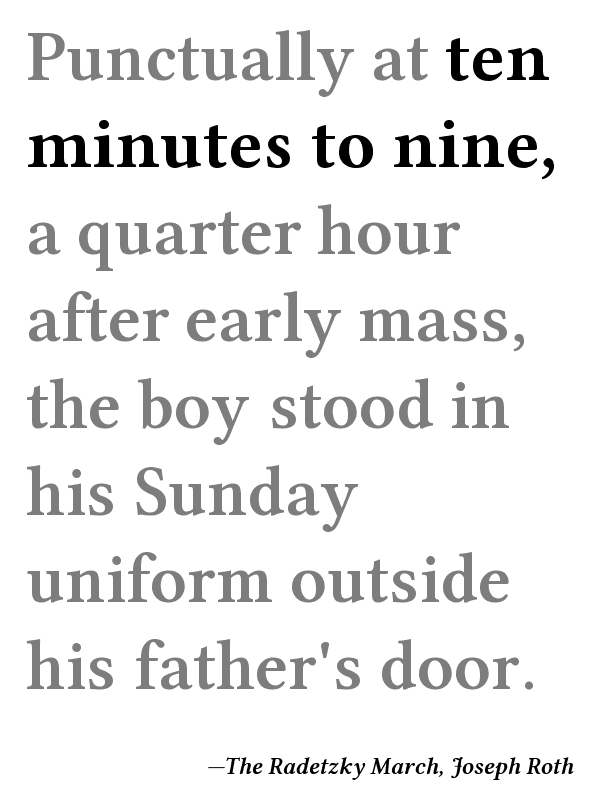 Punctually at ten
minutes to nine,
a quarter hour
after early mass,
the boy stood in
his Sunday
uniform outside
his father's door.
—The Radetzky March, Joseph Roth